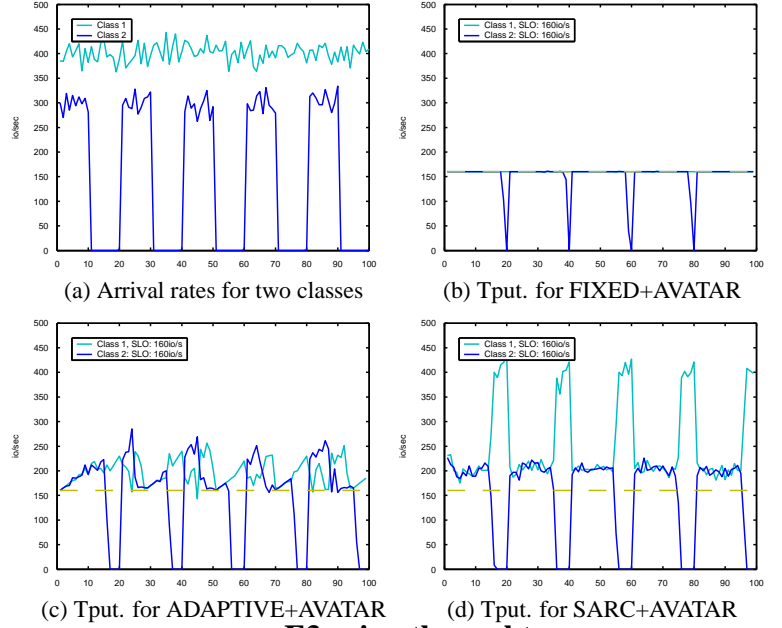 500
450
400
350
300
250
200
150
100
50
0
io/sec
Class 1
Class 2
0 10 20 30 40 50 60 70 80 90 100
(a) Arrival rates for two classes
500
450
400
350
300
250
200
150
100
50
0
io/sec
Class 1, SLO: 160io/s
Class 2: SLO: 160io/s
0 10 20 30 40 50 60 70 80 90 100
(b) Tput. for FIXED+AVATAR
500
450
400
350
300
250
200
150
100
50
0
io/sec
Class 1, SLO: 160io/s
Class 2: SLO: 160io/s
0 10 20 30 40 50 60 70 80 90 100
(c) Tput. for ADAPTIVE+AVATAR
500
450
400
350
300
250
200
150
100
50
0
io/sec
Class 1, SLO: 160io/s
Class 2: SLO: 160io/s
0 10 20 30 40 50 60 70 80 90 100
(d) Tput. for SARC+AVATAR